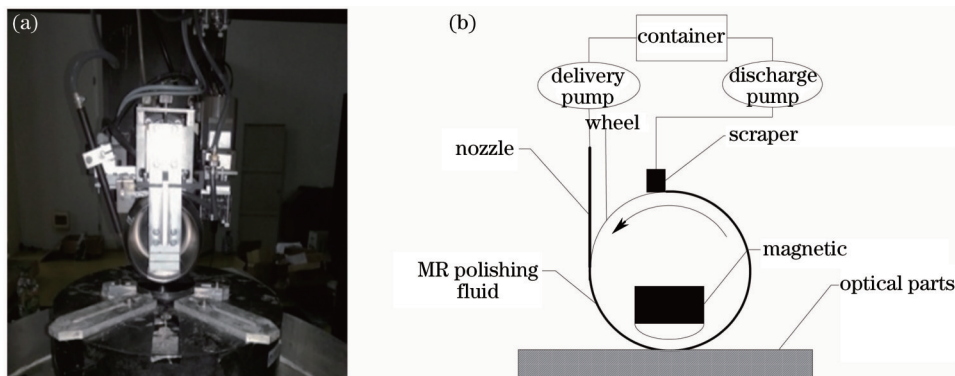 (a)
(b)
container
delivery
pump
discharge
pump
wheel
scraper
nozzle
magnetic
MR polishing
fluid
optical parts